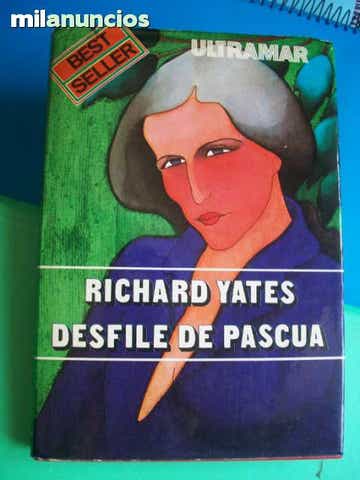 milanuncios
BEST
SELLER
ULTRAMAR
RICHARD YATES
DESFILE DE PASCUA